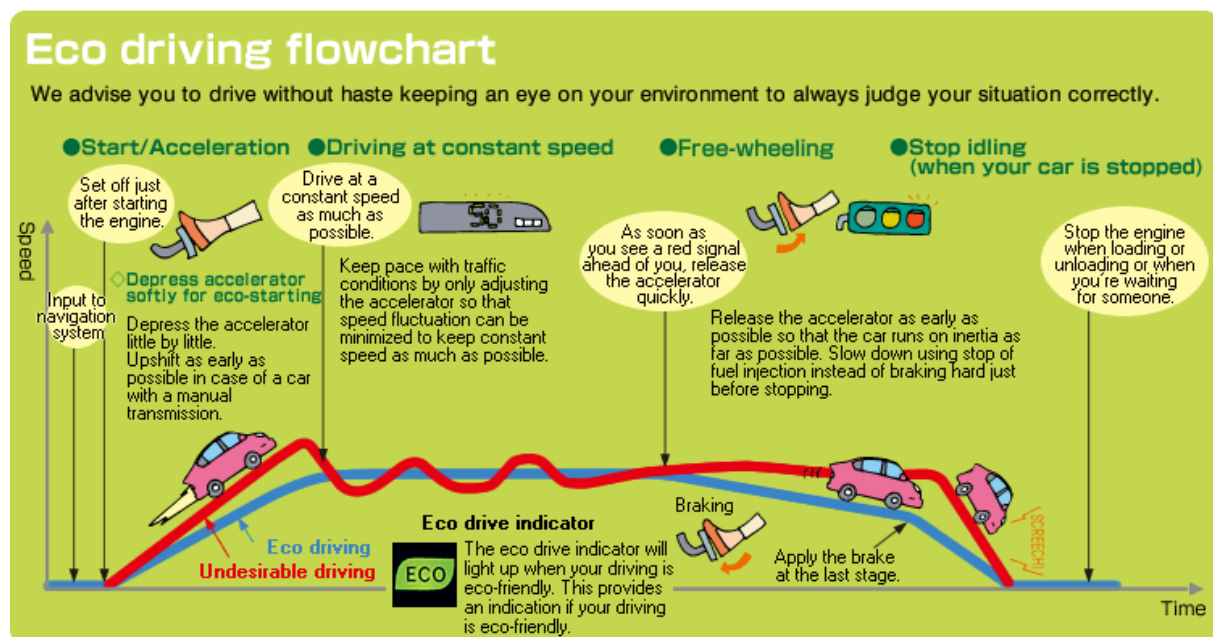 Eco driving flowchart
We advise you to drive without haste keeping an eye on your environment to always judge your situation correctly.
●Start/Acceleration
●Driving at constant speed
●Free-wheeling
●Stop idling
(when your car is stopped)
Speed
Input to
navigation
system
Set off just
after starting
the engine.
◇Depress accelerator
softly for eco-starting
Depress the accelerator
little by little.
Upshift as early as
possible in case of a car
with a manual
transmission.
Drive at a
constant speed
as much as
possible.
Keep pace with traffic
conditions by only adjusting
the accelerator so that
speed fluctuation can be
minimized to keep constant
speed as much as possible.
As soon as
you see a red signal
ahead of you, release
the accelerator
quickly.
Release the accelerator as early as
possible so that the car runs on inertia as
far as possible. Slow down using stop of
fuel injection instead of braking hard just
before stopping.
Stop the engine
when loading or
unloading or when
you're waiting
for someone.
Eco driving
Undesirable driving
Eco drive indicator
ECO
The eco drive indicator will
light up when your driving is
eco-friendly. This provides
an indication if your driving
is eco-friendly.
Braking
Apply the brake
at the last stage.
SCREECH!
Time